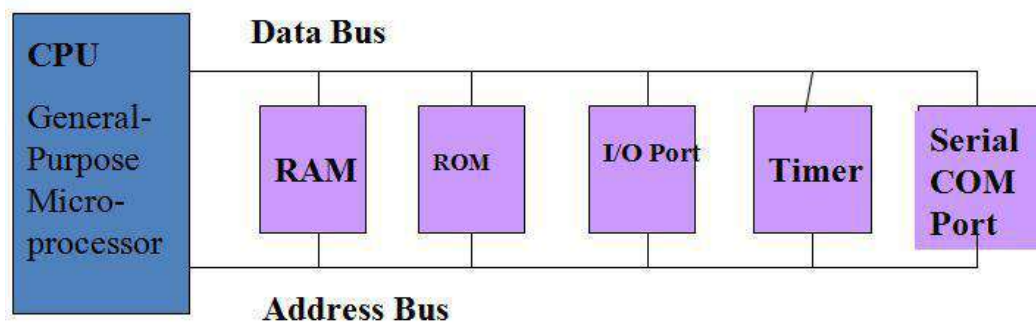 Data Bus
CPU
General-
Purpose
Micro-
processor
RAM
ROM
I/O Port
Timer
Serial
COM
Port
Address Bus